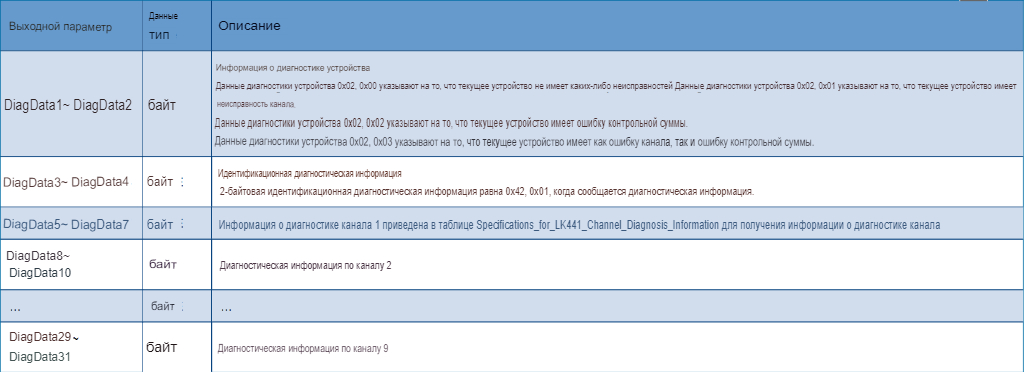 Выходной параметр
Данные
тип
Описание
DiagData1~ DiagData2
байт
Информация о диагностике устройства
Данные диагностики устройства 0x02, 0x00 указывают на то, что текущее устройство не имеет каких-либо неисправностей Данные диагностики устройства 0x02, 0x01 указывают на то, что текущее устройство имеет
неисправность канала,
Данные диагностики устройства 0x02, 0x02 указывают на то, что текущее устройство имеет ошибку контрольной суммы.
Данные диагностики устройства 0x02, 0x03 указывают на то, что текущее устройство имеет как ошибку канала, так и ошибку контрольной суммы.
DiagData3~ DiagData4
байт
Идентификационная диагностическая информация
2-байтовая идентификационная диагностическая информация равна 0x42, 0x01, когда сообщается диагностическая информация.
DiagData5~ DiagData7
байт
Информация о диагностике канала 1 приведена в таблице Specifications_for_LK441_Channel_Diagnosis_Information для получения информации о диагностике канала
DiagData8~
DiagData10
байт
Диагностическая информация по каналу 2
...
байт
...
DiagData29~
DiagData31
байт
Диагностическая информация по каналу 9